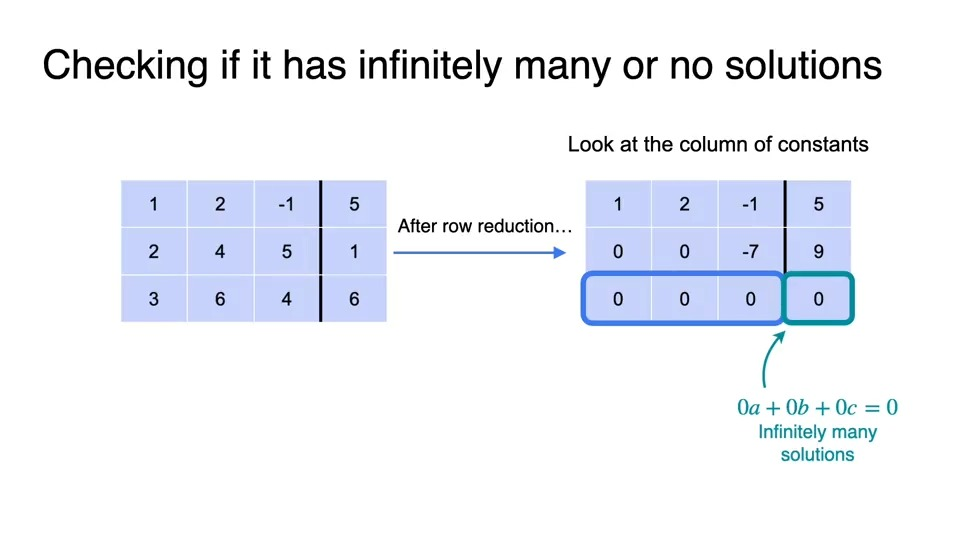 Checking if it has infinitely many or no solutions
Look at the column of constants
1 2 -1 5
2 4 5 1
3 6 4 6
After row reduction…
1 2 -1 5
0 0 -7 9
0 0 0 0
0a + 0b + 0c = 0
Infinitely many
solutions